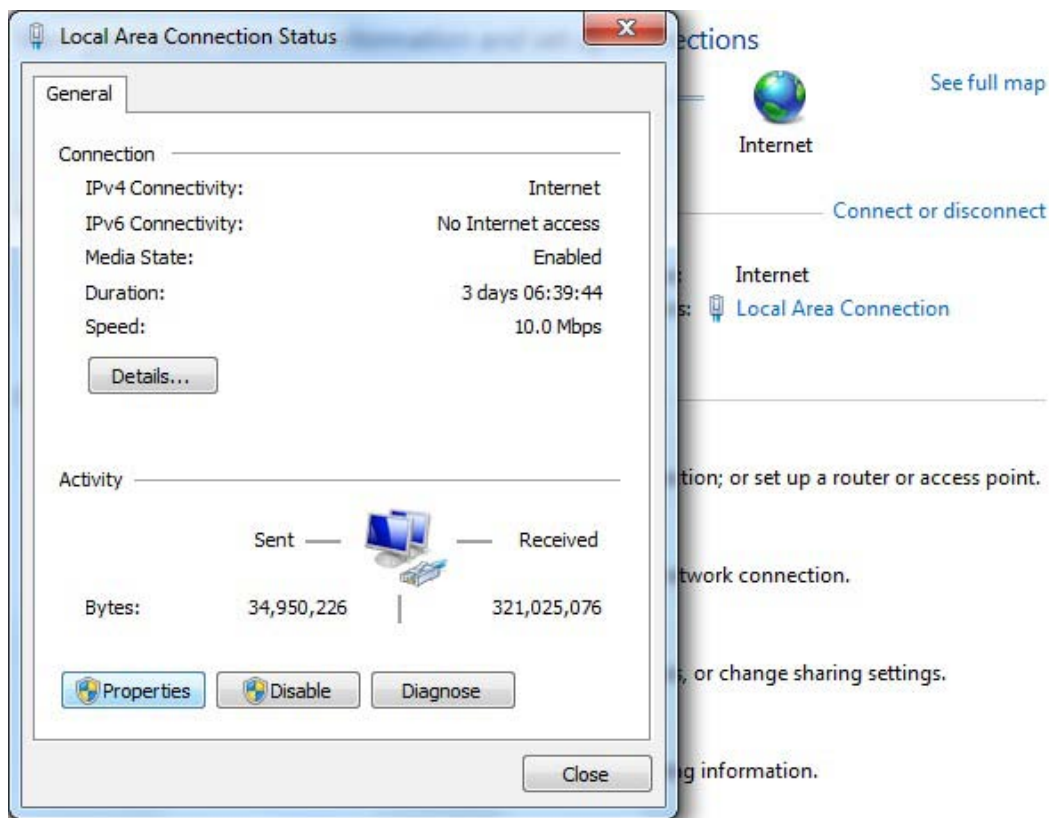 Local Area Connection Status
General
Connection
IPv4 Connectivity: Internet
IPv6 Connectivity: No Internet access
Media State: Enabled
Duration: 3 days 06:39:44
Speed: 10.0 Mbps
Details...
Activity
Sent Received
Bytes: 34,950,226 321,025,076
Properties Disable Diagnose
Close
ections
See full map
Internet
Connect or disconnect
Internet
s: Local Area Connection
tion; or set up a router or access point.
twork connection.
s, or change sharing settings.
g information.